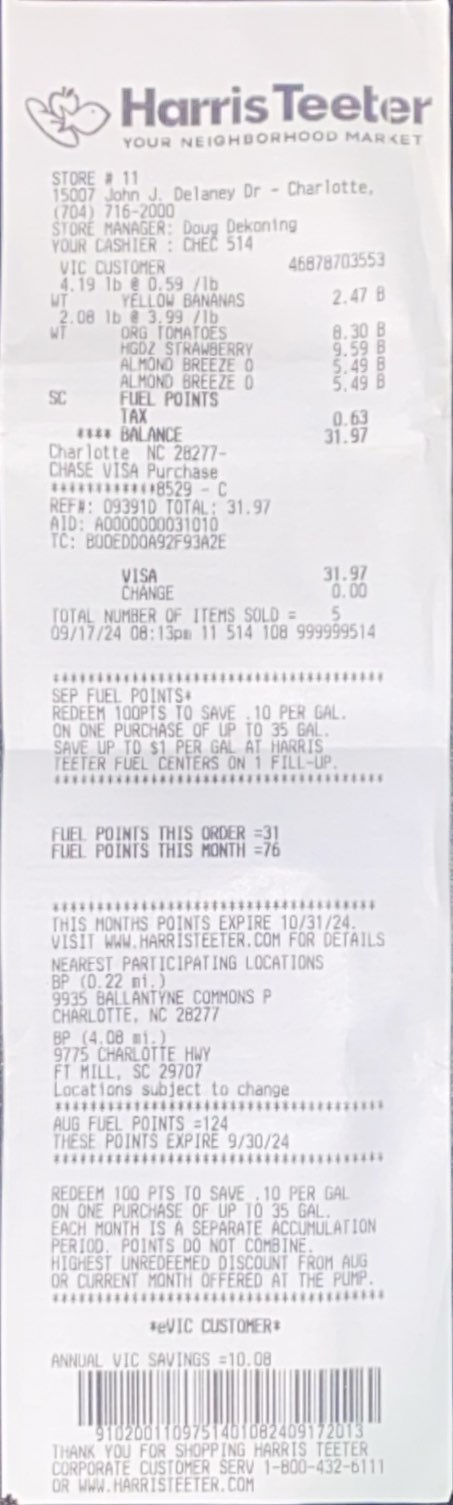 Harris Teeter
YOUR NEIGHBORHOOD MARKET
STORE # 11
15007 John J. Delaney Dr - Charlotte,
(704) 716-2000
STORE MANAGER: Doug Dekoning
YOUR CASHIER : CHEC 514
VIC CUSTOMER 46878703553
4.19 lb @ 0.59 /lb
WT YELLOW BANANAS 2.47 B
2.08 lb @ 3.99 /lb
WT ORG TOMATOES 8.30 B
HGDZ STRAWBERRY 9.59 B
ALMOND BREEZE O 5.49 B
ALMOND BREEZE O 5.49 B
SC FUEL POINTS
TAX 0.63
**** BALANCE 31.97
Charlotte NC 28277-
CHASE VISA Purchase
************8529 - C
REF#: 09391D TOTAL: 31.97
AID: A0000000031010
TC: B00EDD0A92F93A2E
VISA 31.97
CHANGE 0.00
TOTAL NUMBER OF ITEMS SOLD = 5
09/17/24 08:13pm 11 514 108 999999514
**************************************
SEP FUEL POINTS*
REDEEM 100PTS TO SAVE .10 PER GAL.
ON ONE PURCHASE OF UP TO 35 GAL.
SAVE UP TO $1 PER GAL AT HARRIS
TEETER FUEL CENTERS ON 1 FILL-UP.
**************************************
FUEL POINTS THIS ORDER =31
FUEL POINTS THIS MONTH =76
**************************************
THIS MONTHS POINTS EXPIRE 10/31/24.
VISIT WWW.HARRISTEETER.COM FOR DETAILS
NEAREST PARTICIPATING LOCATIONS
BP (0.22 mi.)
9935 BALLANTYNE COMMONS P
CHARLOTTE, NC 28277
BP (4.08 mi.)
9775 CHARLOTTE HWY
FT MILL, SC 29707
Locations subject to change
**************************************
AUG FUEL POINTS =124
THESE POINTS EXPIRE 9/30/24
**************************************
REDEEM 100 PTS TO SAVE .10 PER GAL
ON ONE PURCHASE OF UP TO 35 GAL.
EACH MONTH IS A SEPARATE ACCUMULATION
PERIOD. POINTS DO NOT COMBINE.
HIGHEST UNREDEEMED DISCOUNT FROM AUG
OR CURRENT MONTH OFFERED AT THE PUMP.
**************************************
*eVIC CUSTOMER*
ANNUAL VIC SAVINGS =10.08
910200110975140108240917​2013
THANK YOU FOR SHOPPING HARRIS TEETER
CORPORATE CUSTOMER SERV 1-800-432-6111
OR WWW.HARRISTEETER.COM